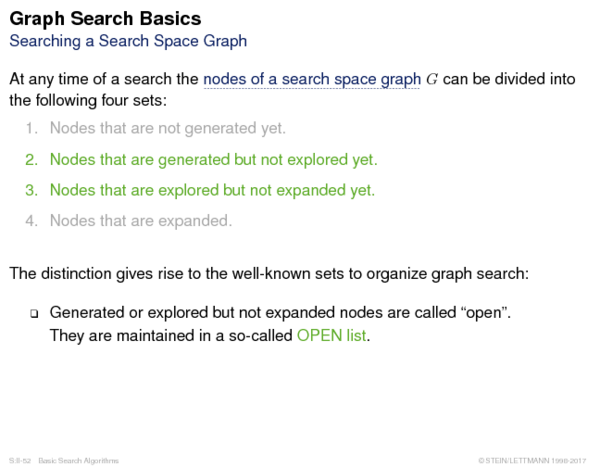 Graph Search Basics
Searching a Search Space Graph
At any time of a search the nodes of a search space graph G can be divided into
the following four sets:
1. Nodes that are not generated yet.
2. Nodes that are generated but not explored yet.
3. Nodes that are explored but not expanded yet.
4. Nodes that are expanded.
The distinction gives rise to the well-known sets to organize graph search:
❑ Generated or explored but not expanded nodes are called “open”.
They are maintained in a so-called OPEN list.
S:II-52 Basic Search Algorithms
© STEIN/LETTMANN 1998-2017